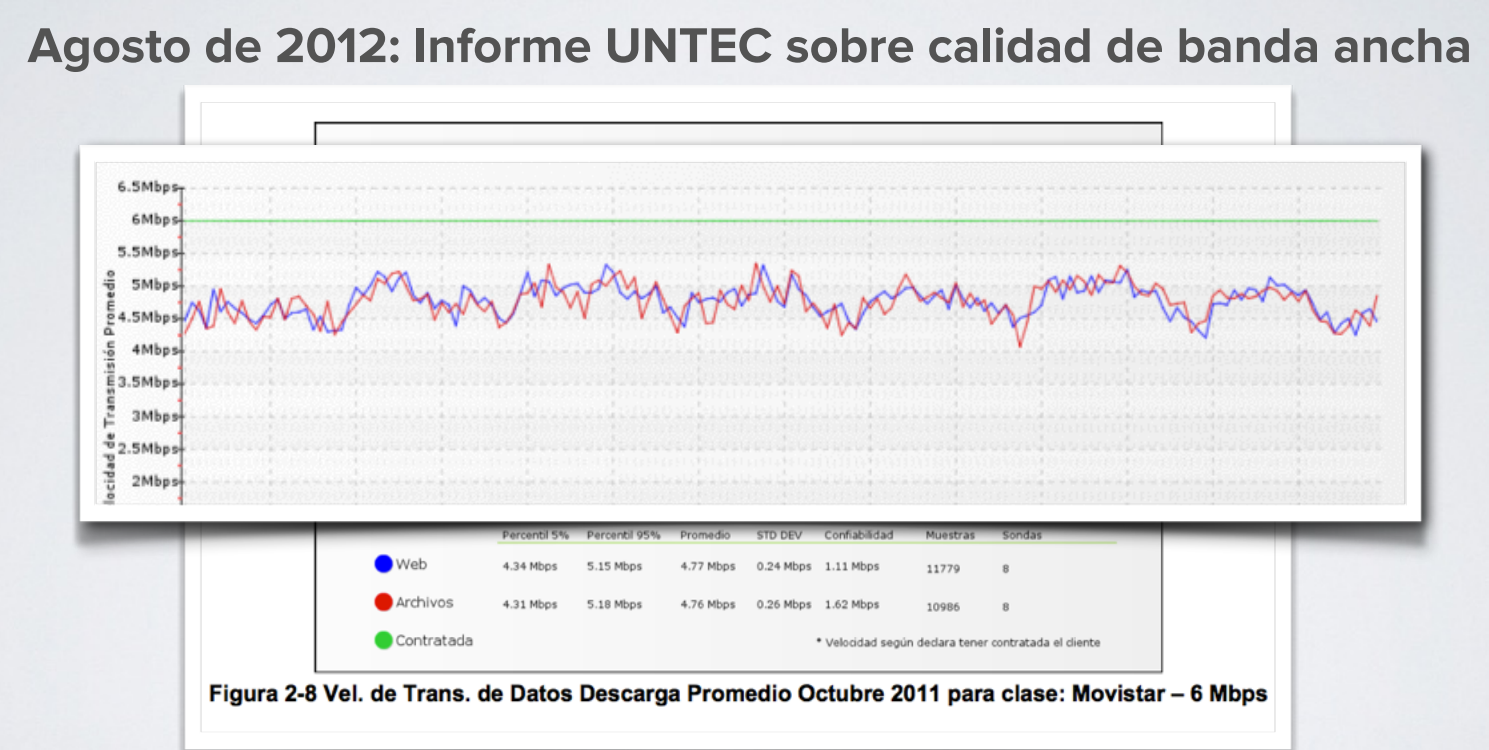 Agosto de 2012: Informe UNTEC sobre calidad de banda ancha
6.5Mbps
6Mbps
5.5Mbps
5Mbps
4.5Mbps
4Mbps
3.5Mbps
3Mbps
2.5Mbps
2Mbps
locidad de Transmisión Promedio
Percentil 5% Percentil 95% Promedio STD DEV Confiabilidad Muestras Sondas
Web 4.34 Mbps 5.15 Mbps 4.77 Mbps 0.24 Mbps 1.11 Mbps 11779 8
Archivos 4.31 Mbps 5.18 Mbps 4.76 Mbps 0.26 Mbps 1.62 Mbps 10986 8
Contratada * Velocidad según declara tener contratada el cliente
Figura 2-8 Vel. de Trans. de Datos Descarga Promedio Octubre 2011 para clase: Movistar – 6 Mbps